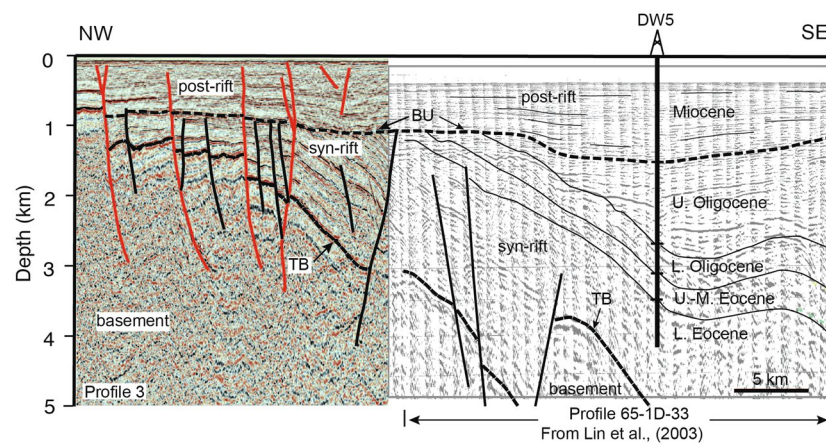 NW
DW5
SE
0
1
2
3
4
5
Depth (km)
post-rift
BU
syn-rift
TB
basement
Profile 3
post-rift
Miocene
U. Oligocene
syn-rift
L. Oligocene
U.-M. Eocene
TB
L. Eocene
basement
5 km
Profile 65-1D-33
From Lin et al., (2003)